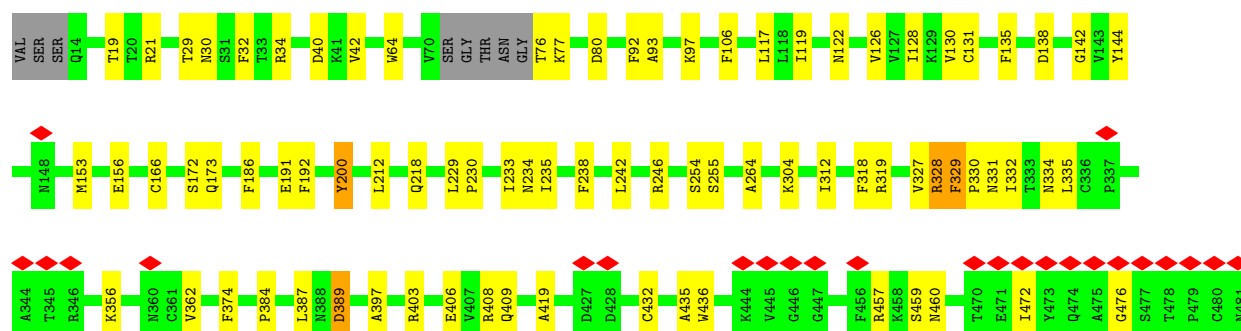 VAL SER SER Q14 T19 T20 R21 T29 N30 S31 F32 T33 R34 D40 K41 V42 W64 V70 SER GLY THR ASN GLY T76 K77 D80 F92 A93 K97 F106 L117 L118 I119 N122 V126 V127 I128 K129 V130 C131 F135 D138 G142 V143 Y144
N148 M153 E156 C166 S172 Q173 F186 E191 F192 Y200 L212 Q218 L229 P230 I233 N234 I235 F238 L242 R246 S254 S255 A264 K304 I312 F318 R319 V327 R328 F329 P330 N331 I332 T333 N334 L335 C336 P337
A344 T345 R346 K356 N360 C361 V362 F374 P384 L387 N388 D389 A397 R403 E406 V407 R408 Q409 A419 D427 D428 C432 A435 W436 K444 V445 G446 G447 F456 R457 K458 S459 N460 T470 E471 I472 Y473 Q474 A475 G476 S477 T478 P479 C480 N481